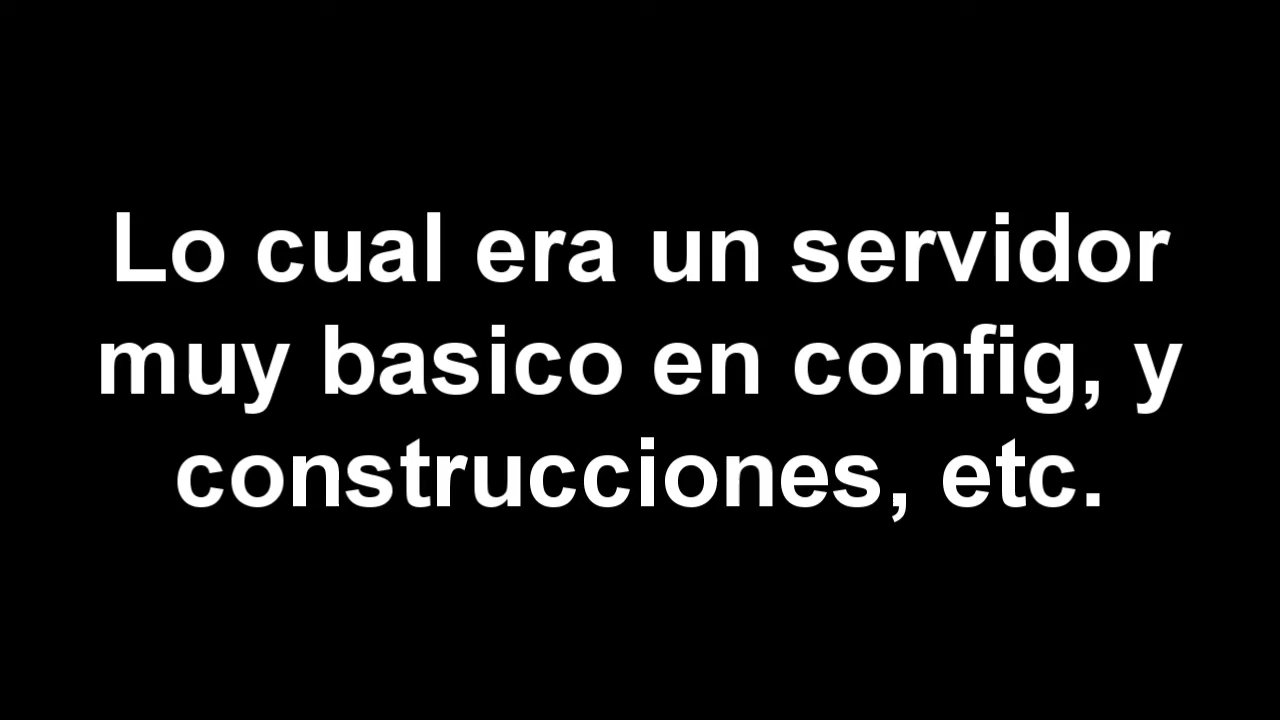 Lo cual era un servidor
muy basico en config, y
construcciones, etc.